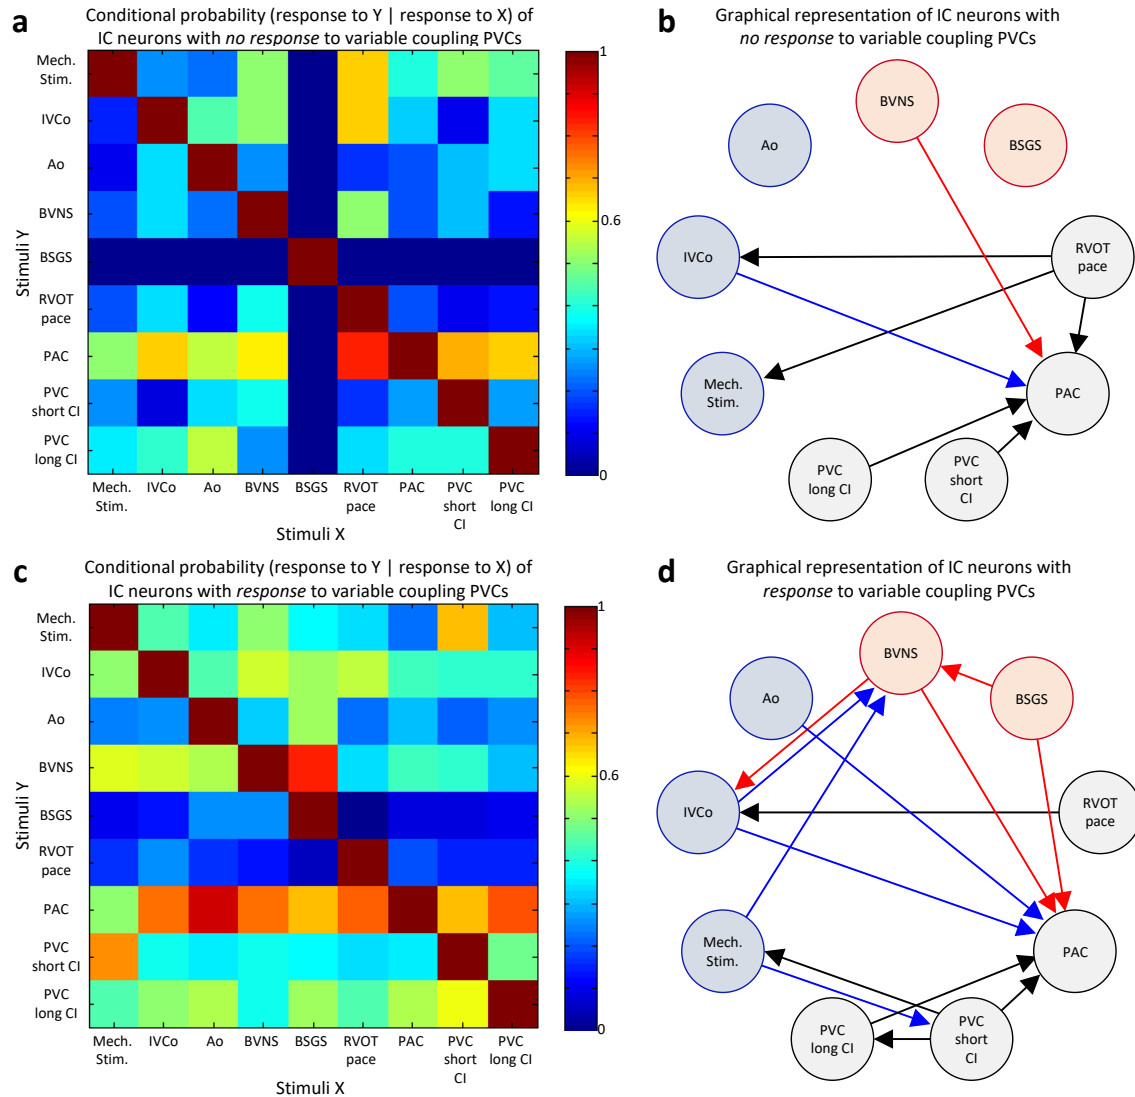 a
Conditional probability (response to Y | response to X) of
IC neurons with no response to variable coupling PVCs
Mech.
Stim.
IVCo
Ao
BVNS
BSGS
RVOT
pace
PAC
PVC
short CI
PVC
long CI
Stimuli Y
Mech.
Stim.
IVCo
Ao
BVNS
BSGS
RVOT
pace
PAC
PVC
short
CI
PVC
long CI
Stimuli X
1
0.6
0
b
Graphical representation of IC neurons with
no response to variable coupling PVCs
BVNS
Ao
BSGS
IVCo
RVOT
pace
Mech.
Stim.
PAC
PVC
long CI
PVC
short
CI
c
Conditional probability (response to Y | response to X) of
IC neurons with response to variable coupling PVCs
Mech.
Stim.
IVCo
Ao
BVNS
BSGS
RVOT
pace
PAC
PVC
short CI
PVC
long CI
Stimuli Y
Mech.
Stim.
IVCo
Ao
BVNS
BSGS
RVOT
pace
PAC
PVC
short
CI
PVC
long CI
Stimuli X
1
0.6
0
d
Graphical representation of IC neurons with
response to variable coupling PVCs
BVNS
Ao
BSGS
IVCo
RVOT
pace
Mech.
Stim.
PAC
PVC
long CI
PVC
short
CI